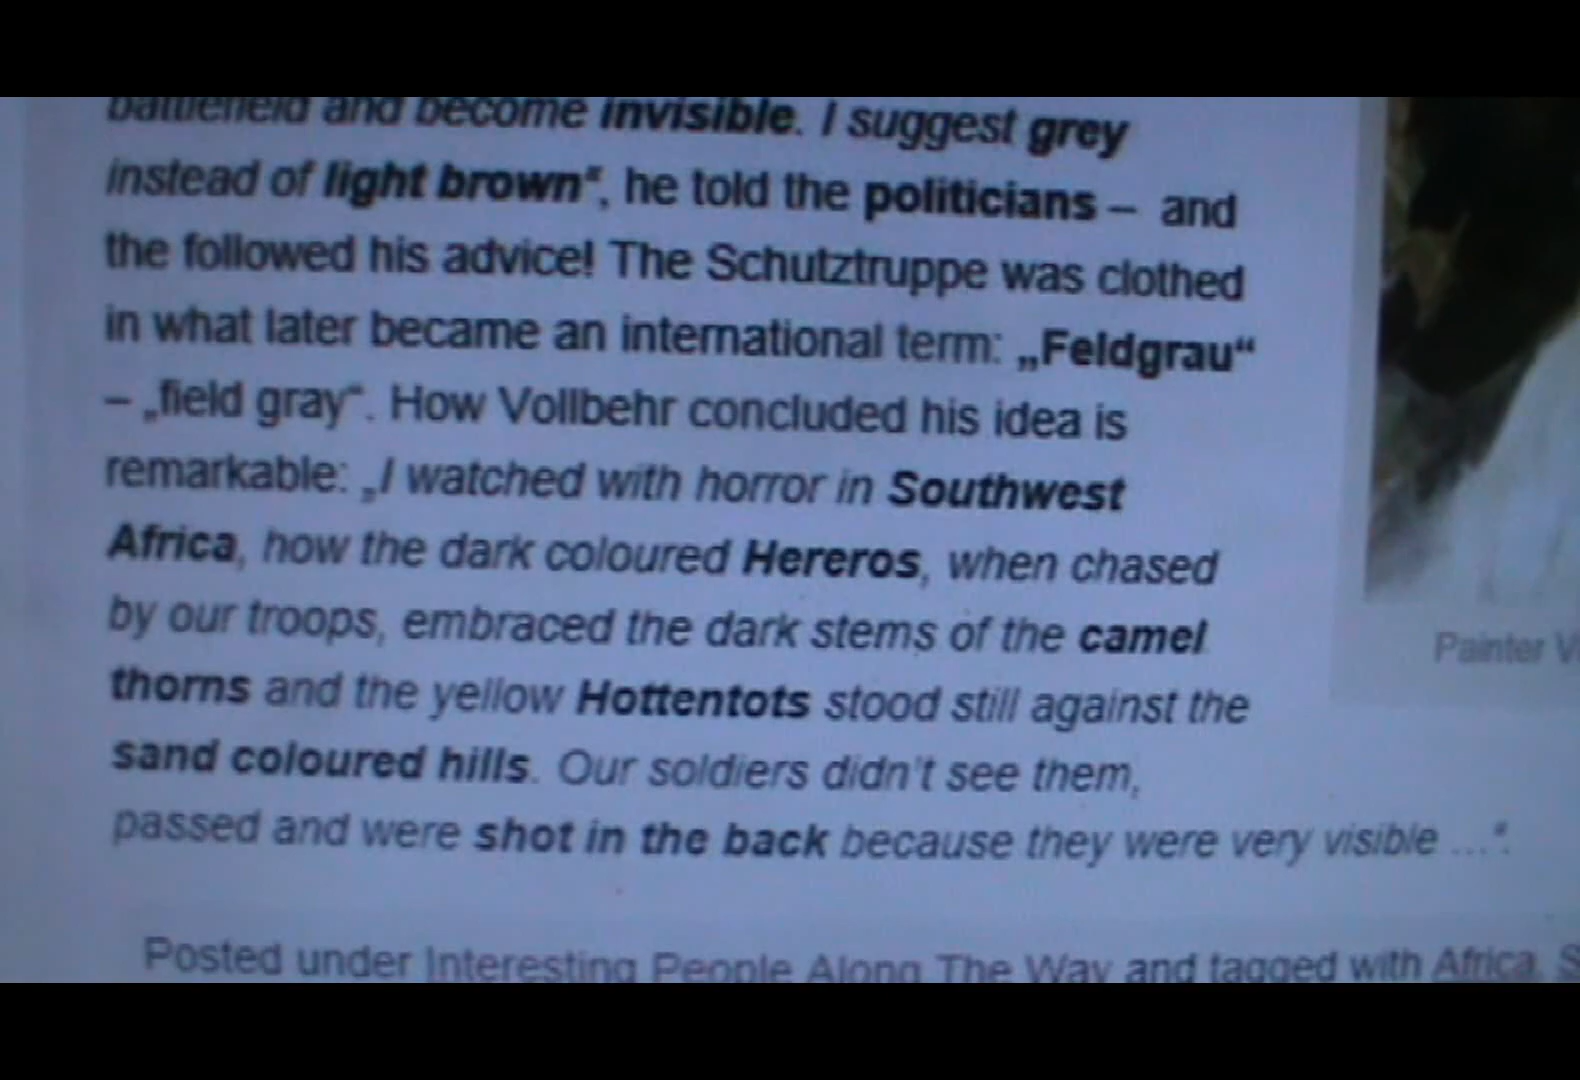 battlefield and become invisible. I suggest grey
instead of light brown“, he told the politicians – and
the followed his advice! The Schutztruppe was clothed
in what later became an international term: „Feldgrau“
– „field gray“. How Vollbehr concluded his idea is
remarkable: „I watched with horror in Southwest
Africa, how the dark coloured Hereros, when chased
by our troops, embraced the dark stems of the camel
thorns and the yellow Hottentots stood still against the
sand coloured hills. Our soldiers didn't see them,
passed and were shot in the back because they were very visible ...“.
Painter V
Posted under Interesting People Along The Way and tagged with Africa, S